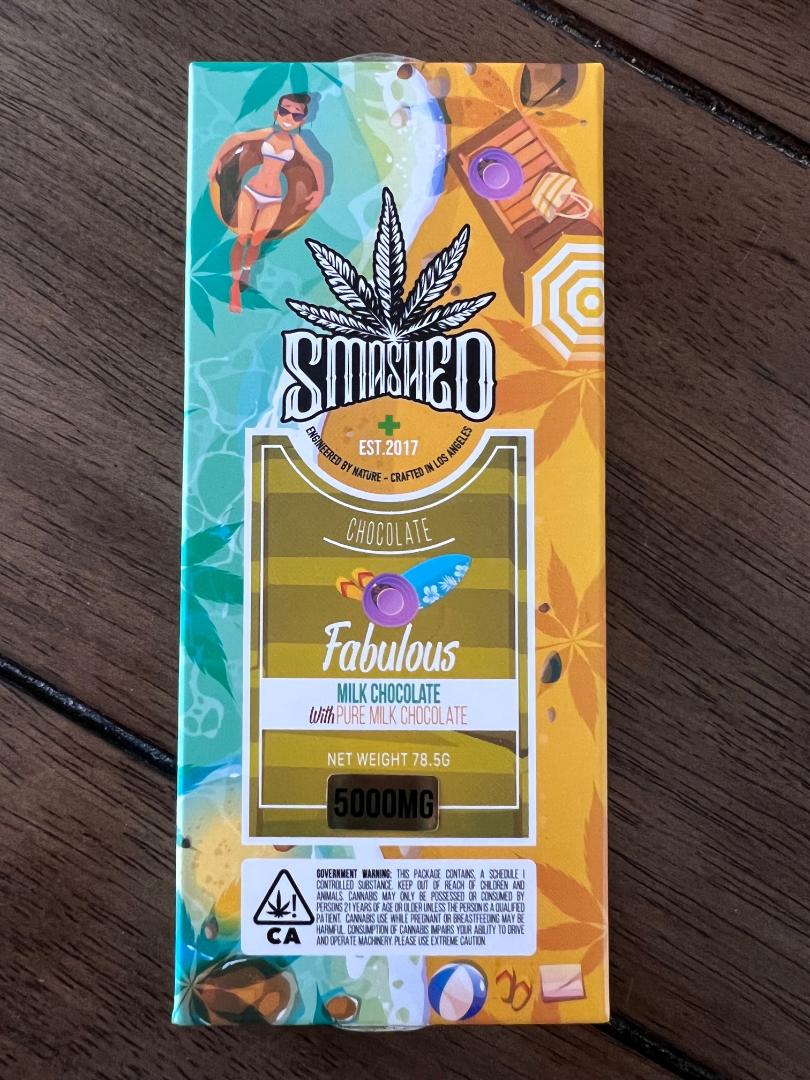 SMASHED
EST.2017
ENGINEERED BY NATURE - CRAFTED IN LOS ANGELES
CHOCOLATE
Fabulous
MILK CHOCOLATE
With PURE MILK CHOCOLATE
NET WEIGHT 78.5G
5000MG
GOVERNMENT WARNING: THIS PACKAGE CONTAINS, A SCHEDULE I
CONTROLLED SUBSTANCE. KEEP OUT OF REACH OF CHILDREN AND
ANIMALS. CANNABIS MAY ONLY BE POSSESSED OR CONSUMED BY
PERSONS 21 YEARS OF AGE OR OLDER UNLESS THE PERSON IS A QUALIFIED
PATIENT. CANNABIS USE WHILE PREGNANT OR BREASTFEEDING MAY BE
HARMFUL. CONSUMPTION OF CANNABIS IMPAIRS YOUR ABILITY TO DRIVE
AND OPERATE MACHINERY. PLEASE USE EXTREME CAUTION.
CA